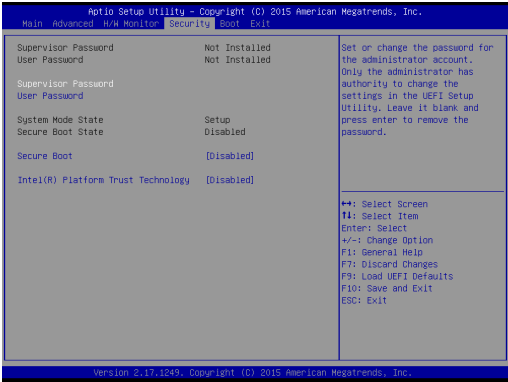 Aptio Setup Utility – Copyright (C) 2015 American Megatrends, Inc.
Main Advanced H/W Monitor Security Boot Exit
Supervisor Password Not Installed
User Password Not Installed
Supervisor Password
User Password
System Mode State Setup
Secure Boot State Disabled
Secure Boot [Disabled]
Intel(R) Platform Trust Technology [Disabled]
Set or change the password for
the administrator account.
Only the administrator has
authority to change the
settings in the UEFI Setup
Utility. Leave it blank and
press enter to remove the
password.
↔: Select Screen
↑↓: Select Item
Enter: Select
+/-: Change Option
F1: General Help
F7: Discard Changes
F9: Load UEFI Defaults
F10: Save and Exit
ESC: Exit
Version 2.17.1249. Copyright (C) 2015 American Megatrends, Inc.